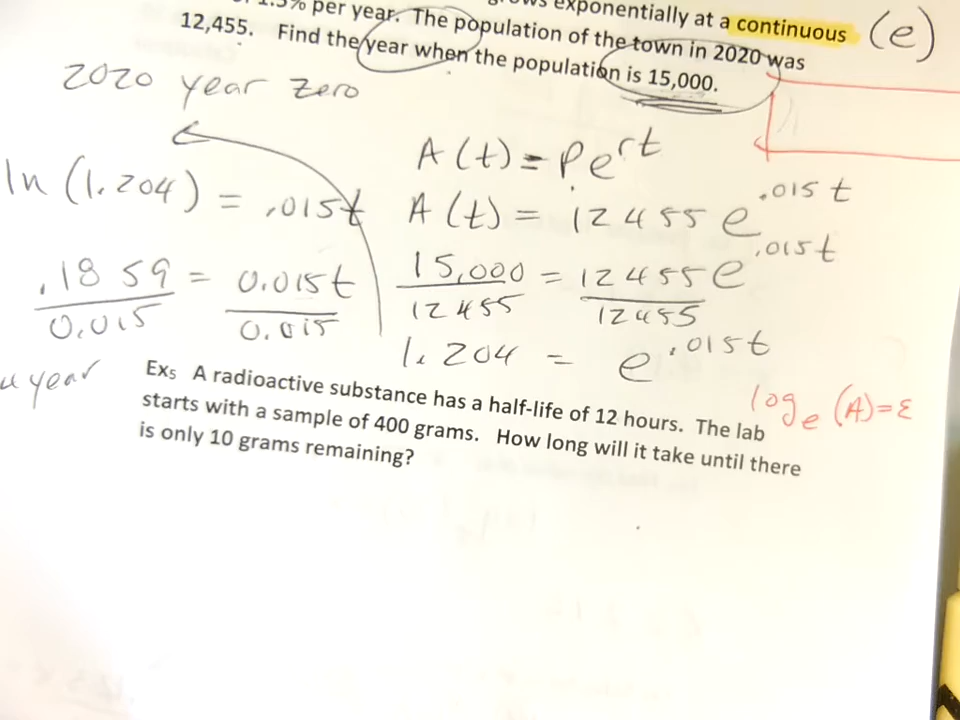 1.5% per year. exponentially at a continuous (e)
12,455. The population of the town in 2020 was
Find the year when the population is 15,000.
2020 year zero
A(t) = Pe^rt
ln (1.204) = .015t
A(t) = 12455 e^.015t
.1859 = 0.015t
0.015 0.015
15,000 = 12455 e^.015t
12455 12455
1.204 = e^.015t
year
log_e (A)=
Ex5 A radioactive substance has a half-life of 12 hours. The lab
starts with a sample of 400 grams. How long will it take until there
is only 10 grams remaining?